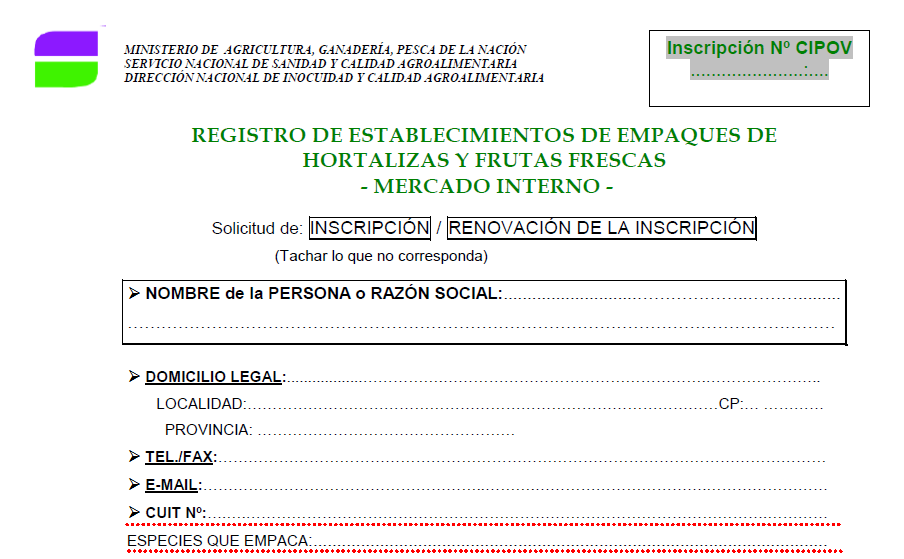 MINISTERIO DE AGRICULTURA, GANADERÍA, PESCA DE LA NACIÓN
SERVICIO NACIONAL DE SANIDAD Y CALIDAD AGROALIMENTARIA
DIRECCIÓN NACIONAL DE INOCUIDAD Y CALIDAD AGROALIMENTARIA
Inscripción Nº CIPOV
...........................
REGISTRO DE ESTABLECIMIENTOS DE EMPAQUES DE
HORTALIZAS Y FRUTAS FRESCAS
- MERCADO INTERNO -
Solicitud de: INSCRIPCIÓN / RENOVACIÓN DE LA INSCRIPCIÓN
(Tachar lo que no corresponda)
➢ NOMBRE de la PERSONA o RAZÓN SOCIAL:..............................................................
..............................................................................................................
➢ DOMICILIO LEGAL:..............................................................................................
LOCALIDAD:..............................................................................CP:... ............
PROVINCIA: ..................................................
➢ TEL./FAX:..............................................................................................
➢ E-MAIL:..............................................................................................
➢ CUIT Nº:..............................................................................................
ESPECIES QUE EMPACA:..............................................................................